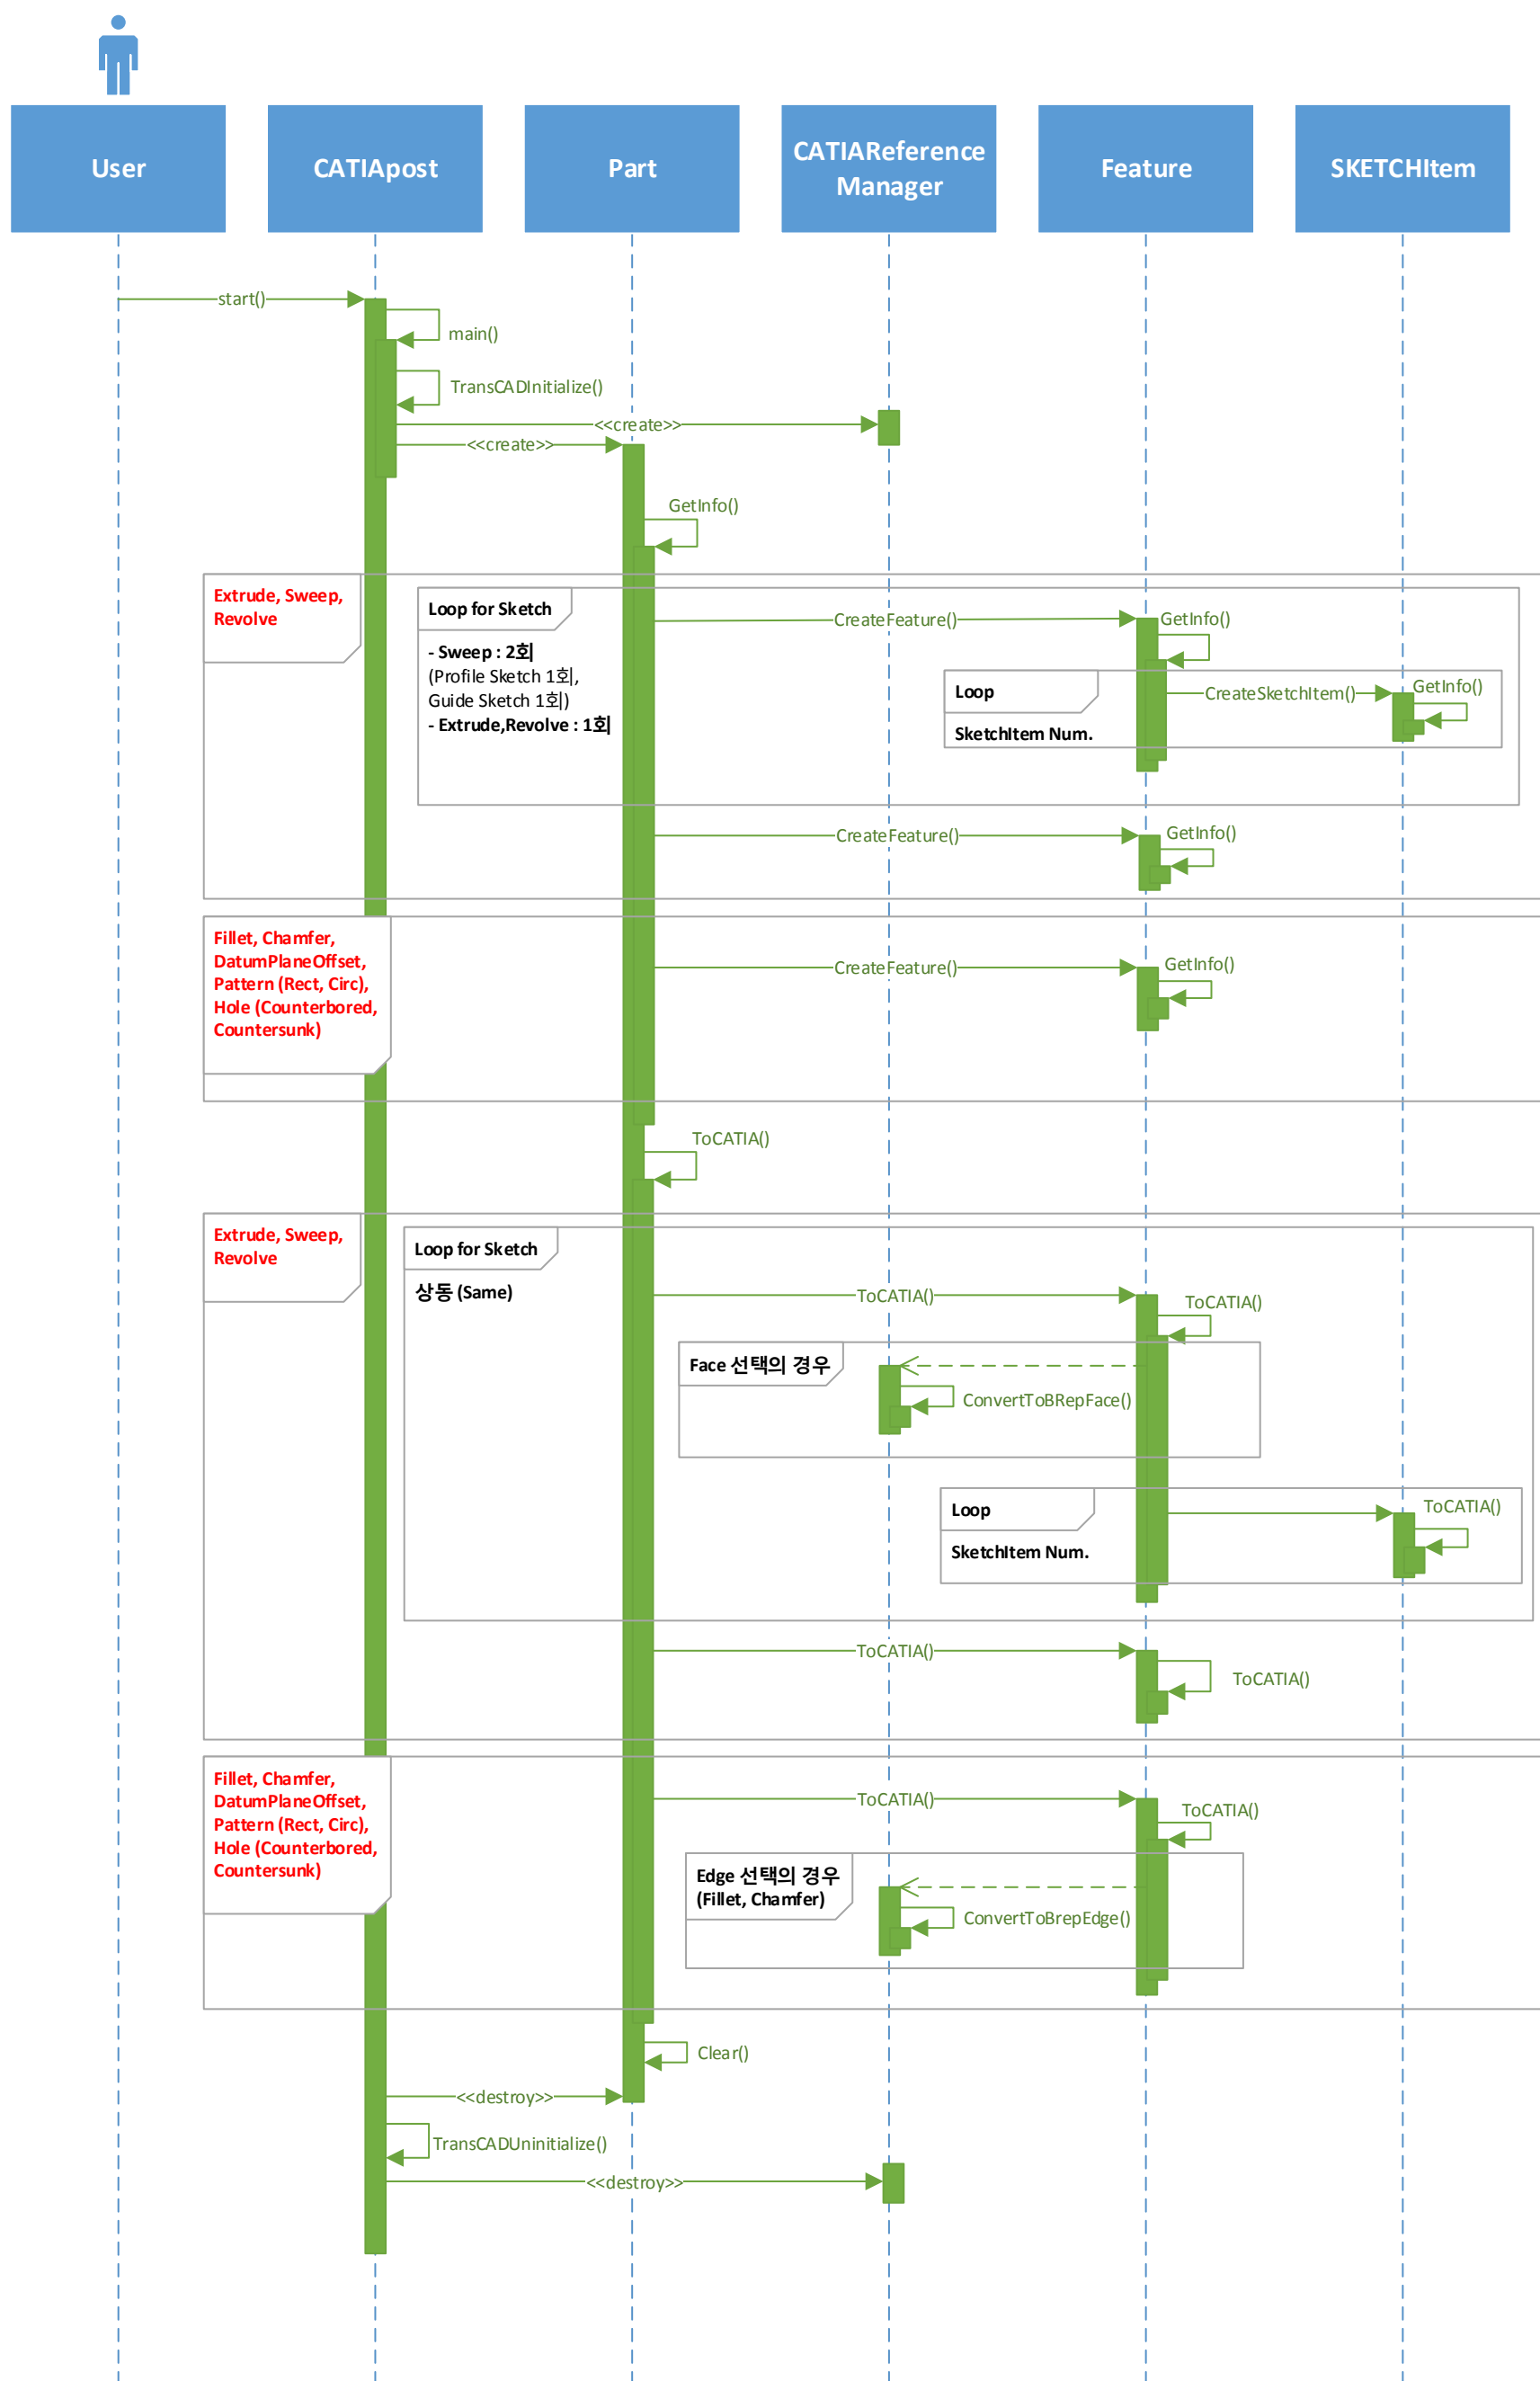 User
CATIApost
Part
CATIAReference
Manager
Feature
SKETCHItem
start()
main()
TransCADInitialize()
<<create>>
<<create>>
GetInfo()
Extrude, Sweep,
Revolve
Loop for Sketch
- Sweep : 2회
(Profile Sketch 1회,
Guide Sketch 1회)
- Extrude,Revolve : 1회
CreateFeature()
GetInfo()
Loop
SketchItem Num.
CreateSketchItem()
GetInfo()
CreateFeature()
GetInfo()
Fillet, Chamfer,
DatumPlaneOffset,
Pattern (Rect, Circ),
Hole (Counterbored,
Countersunk)
CreateFeature()
GetInfo()
ToCATIA()
Extrude, Sweep,
Revolve
Loop for Sketch
상동 (Same)
ToCATIA()
ToCATIA()
Face 선택의 경우
ConvertToBRepFace()
Loop
SketchItem Num.
ToCATIA()
ToCATIA()
ToCATIA()
Fillet, Chamfer,
DatumPlaneOffset,
Pattern (Rect, Circ),
Hole (Counterbored,
Countersunk)
ToCATIA()
ToCATIA()
Edge 선택의 경우
(Fillet, Chamfer)
ConvertToBrepEdge()
Clear()
<<destroy>>
TransCADUninitialize()
<<destroy>>